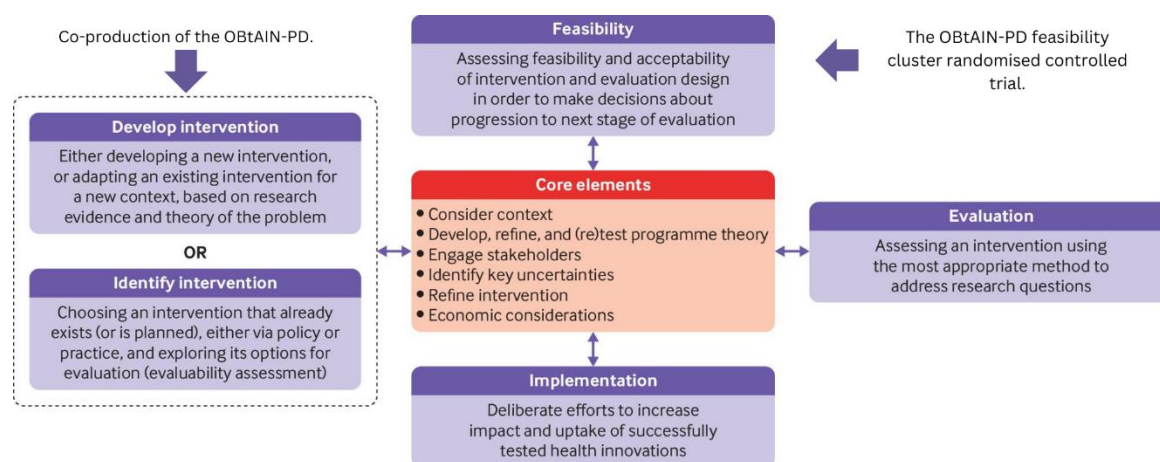 Co-production of the OBtAIN-PD.
Develop intervention
Either developing a new intervention,
or adapting an existing intervention for
a new context, based on research
evidence and theory of the problem
OR
Identify intervention
Choosing an intervention that already
exists (or is planned), either via policy or
practice, and exploring its options for
evaluation (evaluability assessment)
Feasibility
Assessing feasibility and acceptability
of intervention and evaluation design
in order to make decisions about
progression to next stage of evaluation
Core elements
• Consider context
• Develop, refine, and (re)test programme theory
• Engage stakeholders
• Identify key uncertainties
• Refine intervention
• Economic considerations
Implementation
Deliberate efforts to increase
impact and uptake of successfully
tested health innovations
The OBtAIN-PD feasibility
cluster randomised controlled
trial.
Evaluation
Assessing an intervention using
the most appropriate method to
address research questions